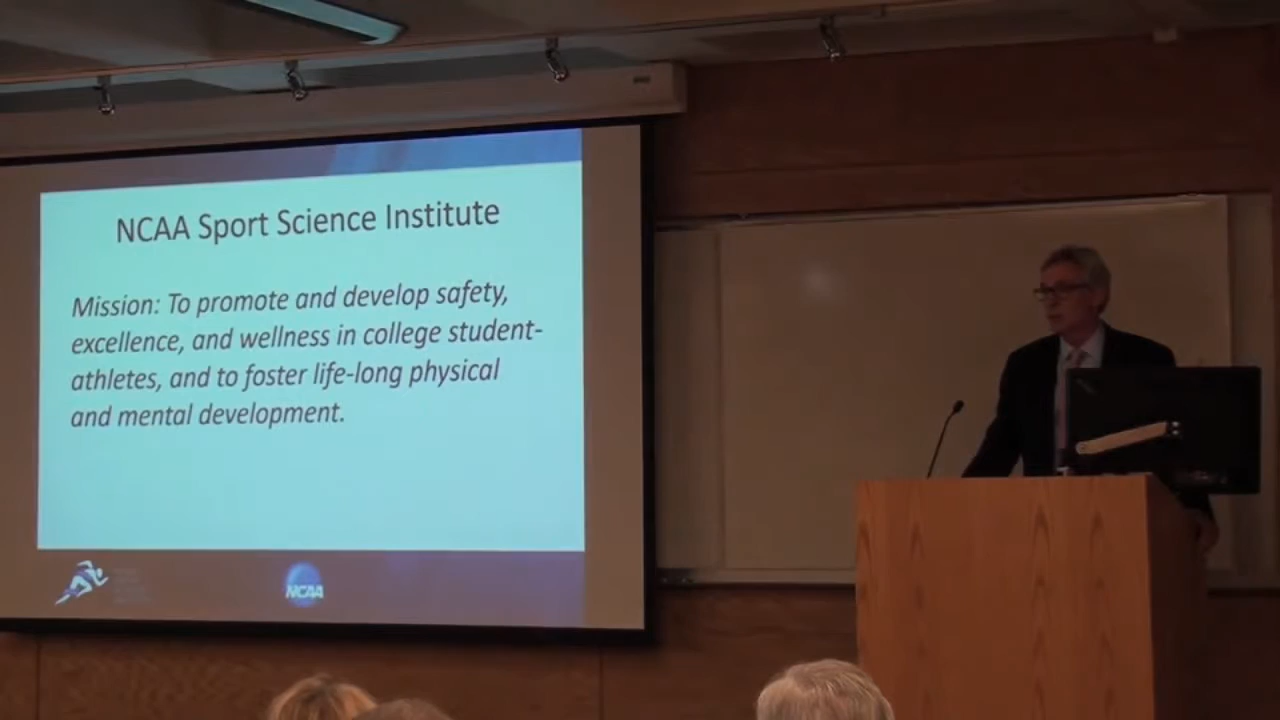 NCAA Sport Science Institute
Mission: To promote and develop safety,
excellence, and wellness in college student-
athletes, and to foster life-long physical
and mental development.
NCAA